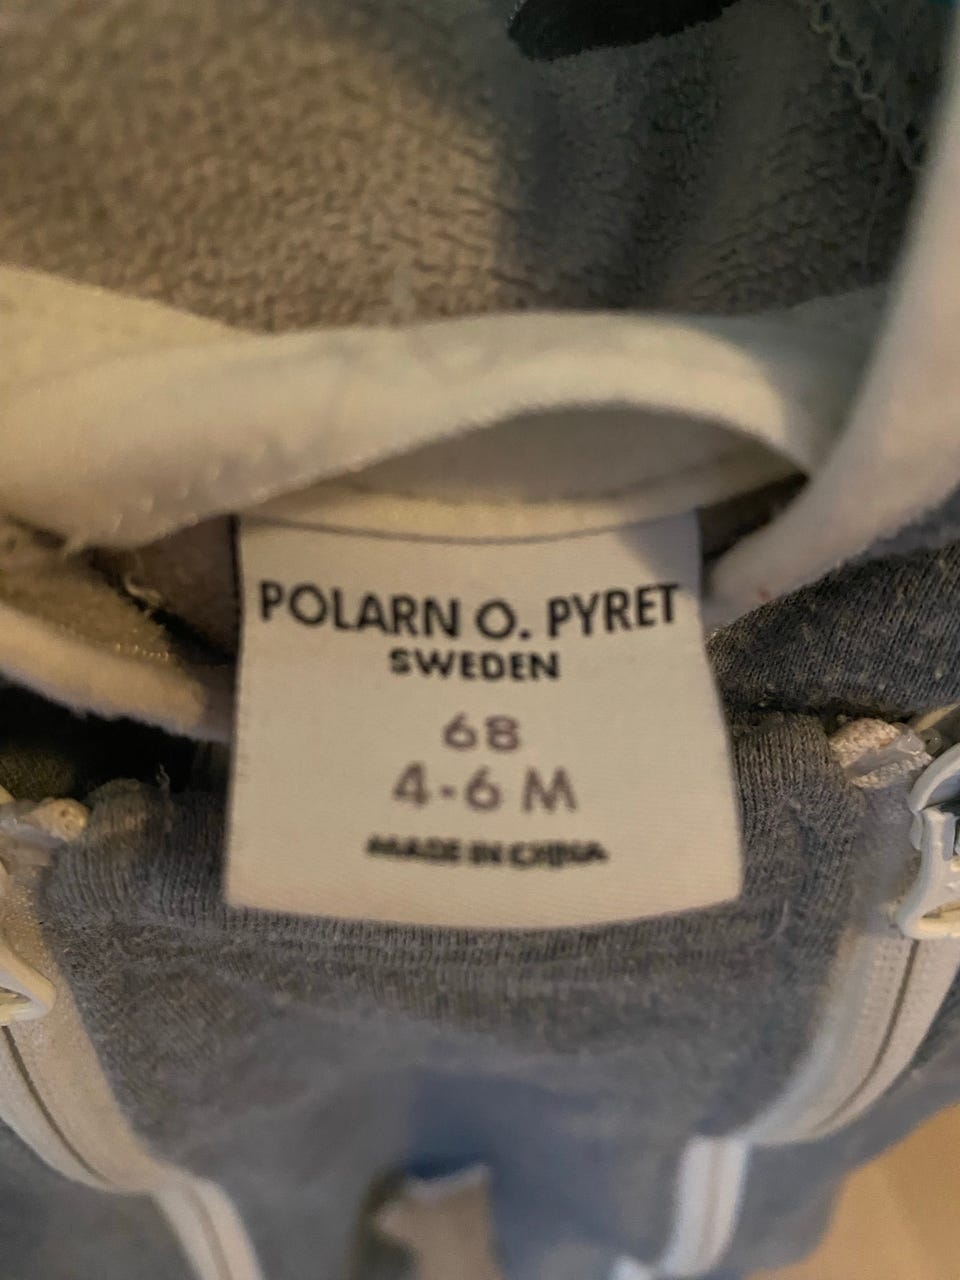 POLARN O. PYRET
SWEDEN
68
4-6 M
MADE IN CHINA